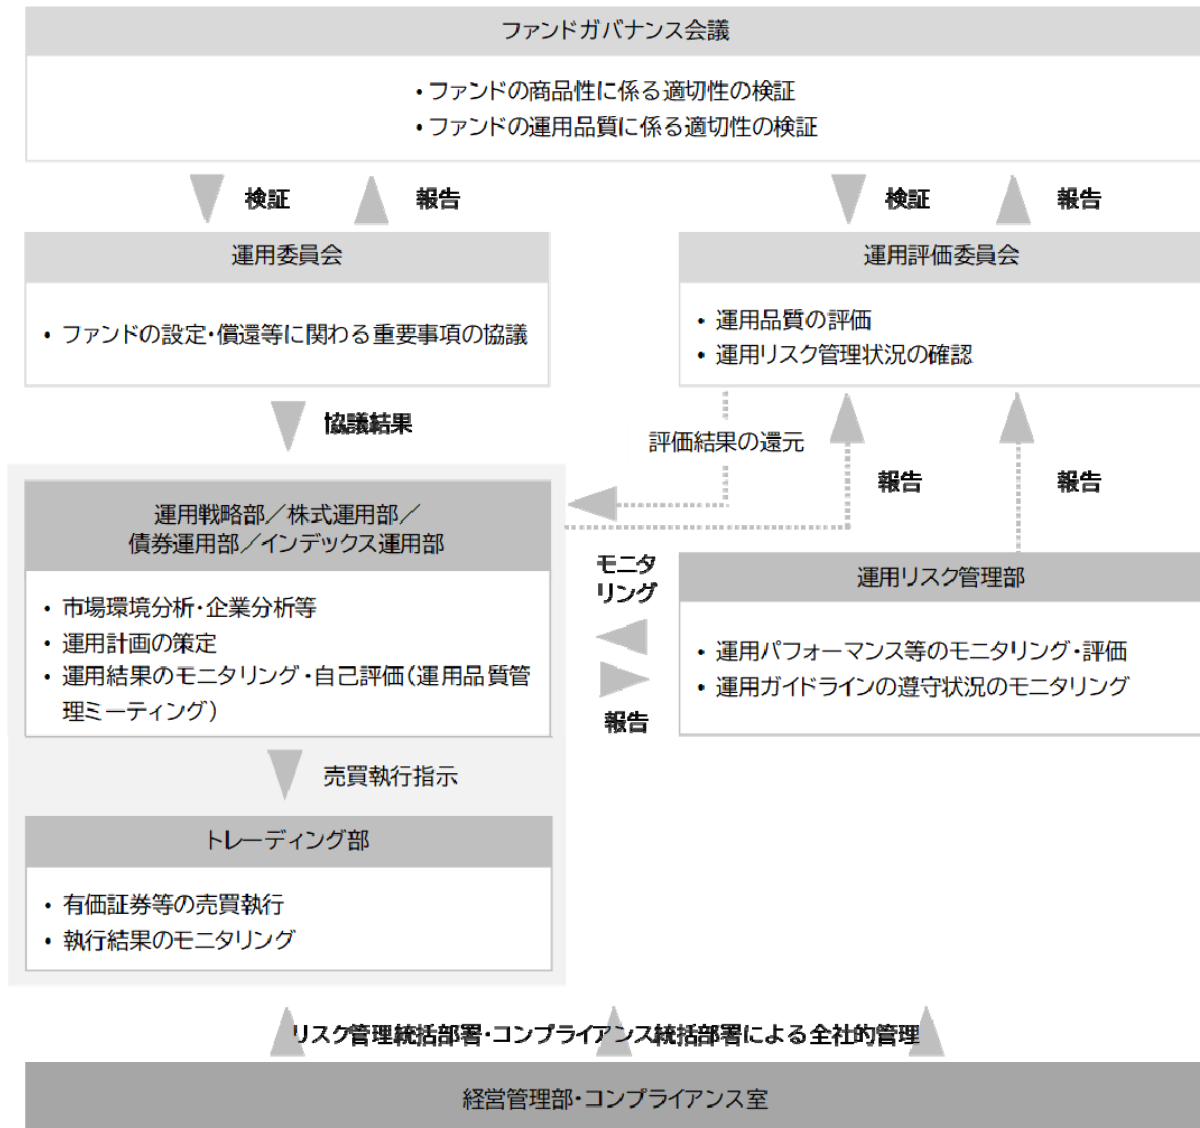 ファンドガバナンス会議
・ファンドの商品性に係る適切性の検証
・ファンドの運用品質に係る適切性の検証
検証
報告
検証
報告
運用委員会
・ファンドの設定・償還等に関わる重要事項の協議
運用評価委員会
・運用品質の評価
・運用リスク管理状況の確認
協議結果
評価結果の還元
報告
報告
運用戦略部／株式運用部／
債券運用部／インデックス運用部
・市場環境分析・企業分析等
・運用計画の策定
・運用結果のモニタリング・自己評価(運用品質管
理ミーティング)
モニタ
リング
報告
運用リスク管理部
・運用パフォーマンス等のモニタリング・評価
・運用ガイドラインの遵守状況のモニタリング
売買執行指示
トレーディング部
・有価証券等の売買執行
・執行結果のモニタリング
リスク管理統括部署・コンプライアンス統括部署による全社的管理
経営管理部・コンプライアンス室